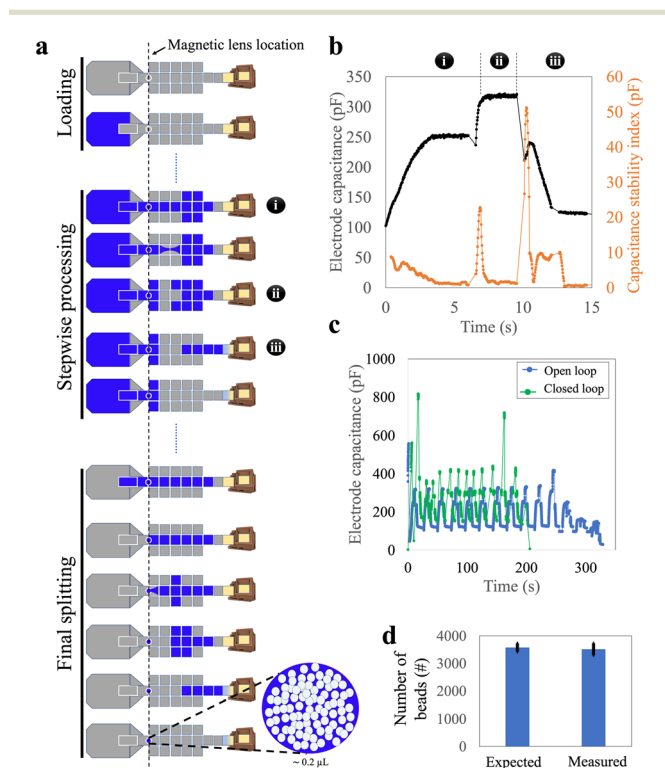 a
Magnetic lens location
Loading
Stepwise processing
i
ii
iii
Final splitting
~ 0.2 µL
b
i
ii
iii
Electrode capacitance (pF)
350
300
250
200
150
100
50
0
60
50
40
30
20
10
0
Capacitance stability index (pF)
0
5
10
15
Time (s)
c
Electrode capacitance (pF)
1000
800
600
400
200
0
Open loop
Closed loop
0
100
200
300
Time (s)
d
Number of
beads (#)
4000
3000
2000
1000
0
Expected
Measured